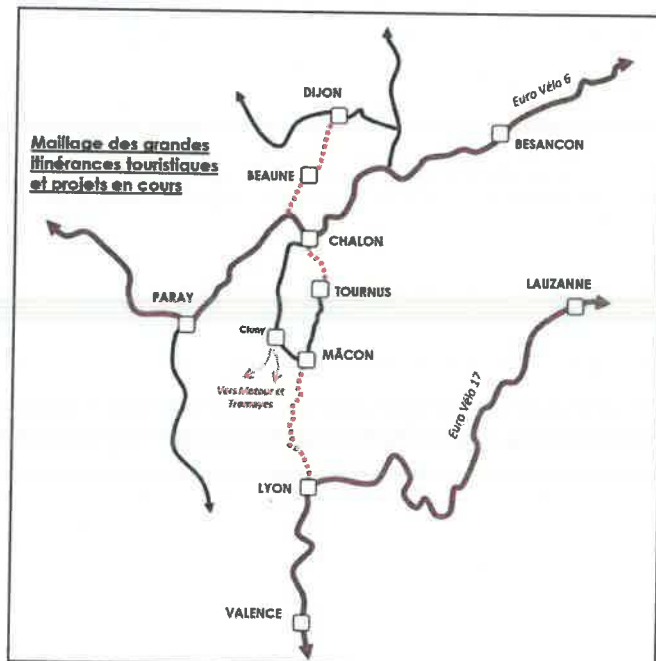 Maillage des grandes
itinérances touristiques
et projets en cours
DIJON
Euro Vélo 6
BESANCON
BEAUNE
CHALON
PARAY
TOURNUS
LAUZANNE
Cluny
MÂCON
Vers Matour et
Tramayes
Euro Vélo 17
LYON
VALENCE